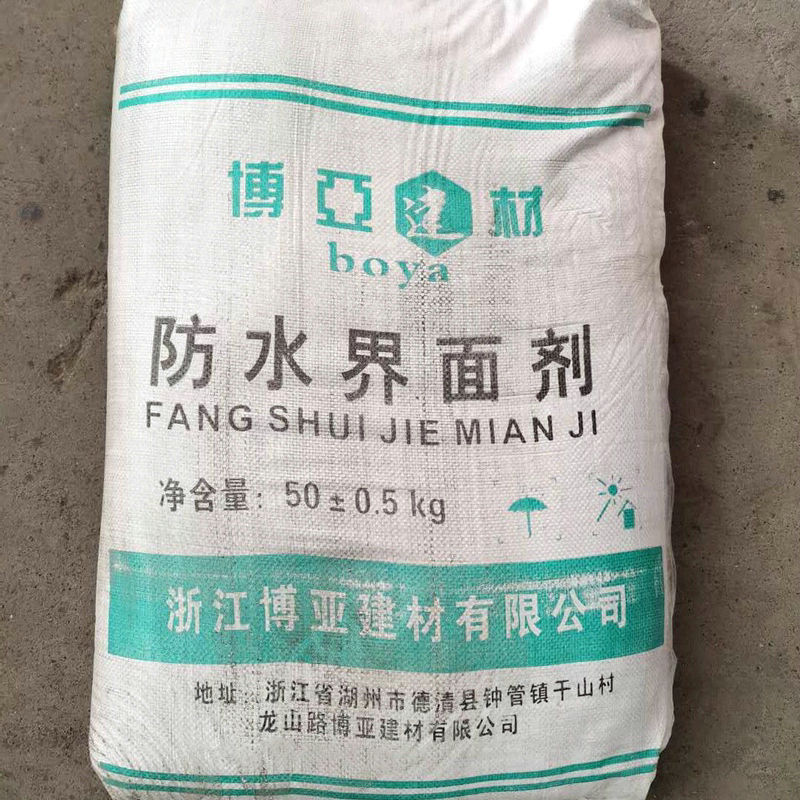 博亞建材
boya
防水界面剂
FANG SHUI JIE MIAN JI
净含量：50±0.5kg
浙江博亚建材有限公司
地址：浙江省湖州市德清县钟管镇干山村
龙山路博亚建材有限公司